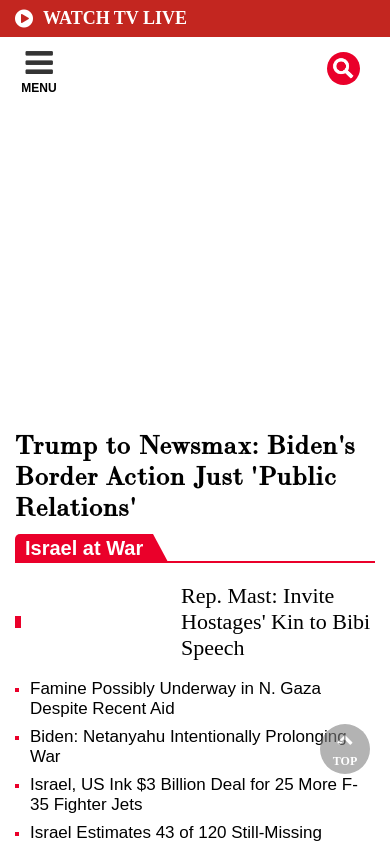 WATCH TV LIVE
MENU
Trump to Newsmax: Biden's
Border Action Just 'Public
Relations'
Israel at War
Rep. Mast: Invite
Hostages' Kin to Bibi
Speech
Famine Possibly Underway in N. Gaza
Despite Recent Aid
Biden: Netanyahu Intentionally Prolonging
War
TOP
Israel, US Ink $3 Billion Deal for 25 More F-
35 Fighter Jets
Israel Estimates 43 of 120 Still-Missing